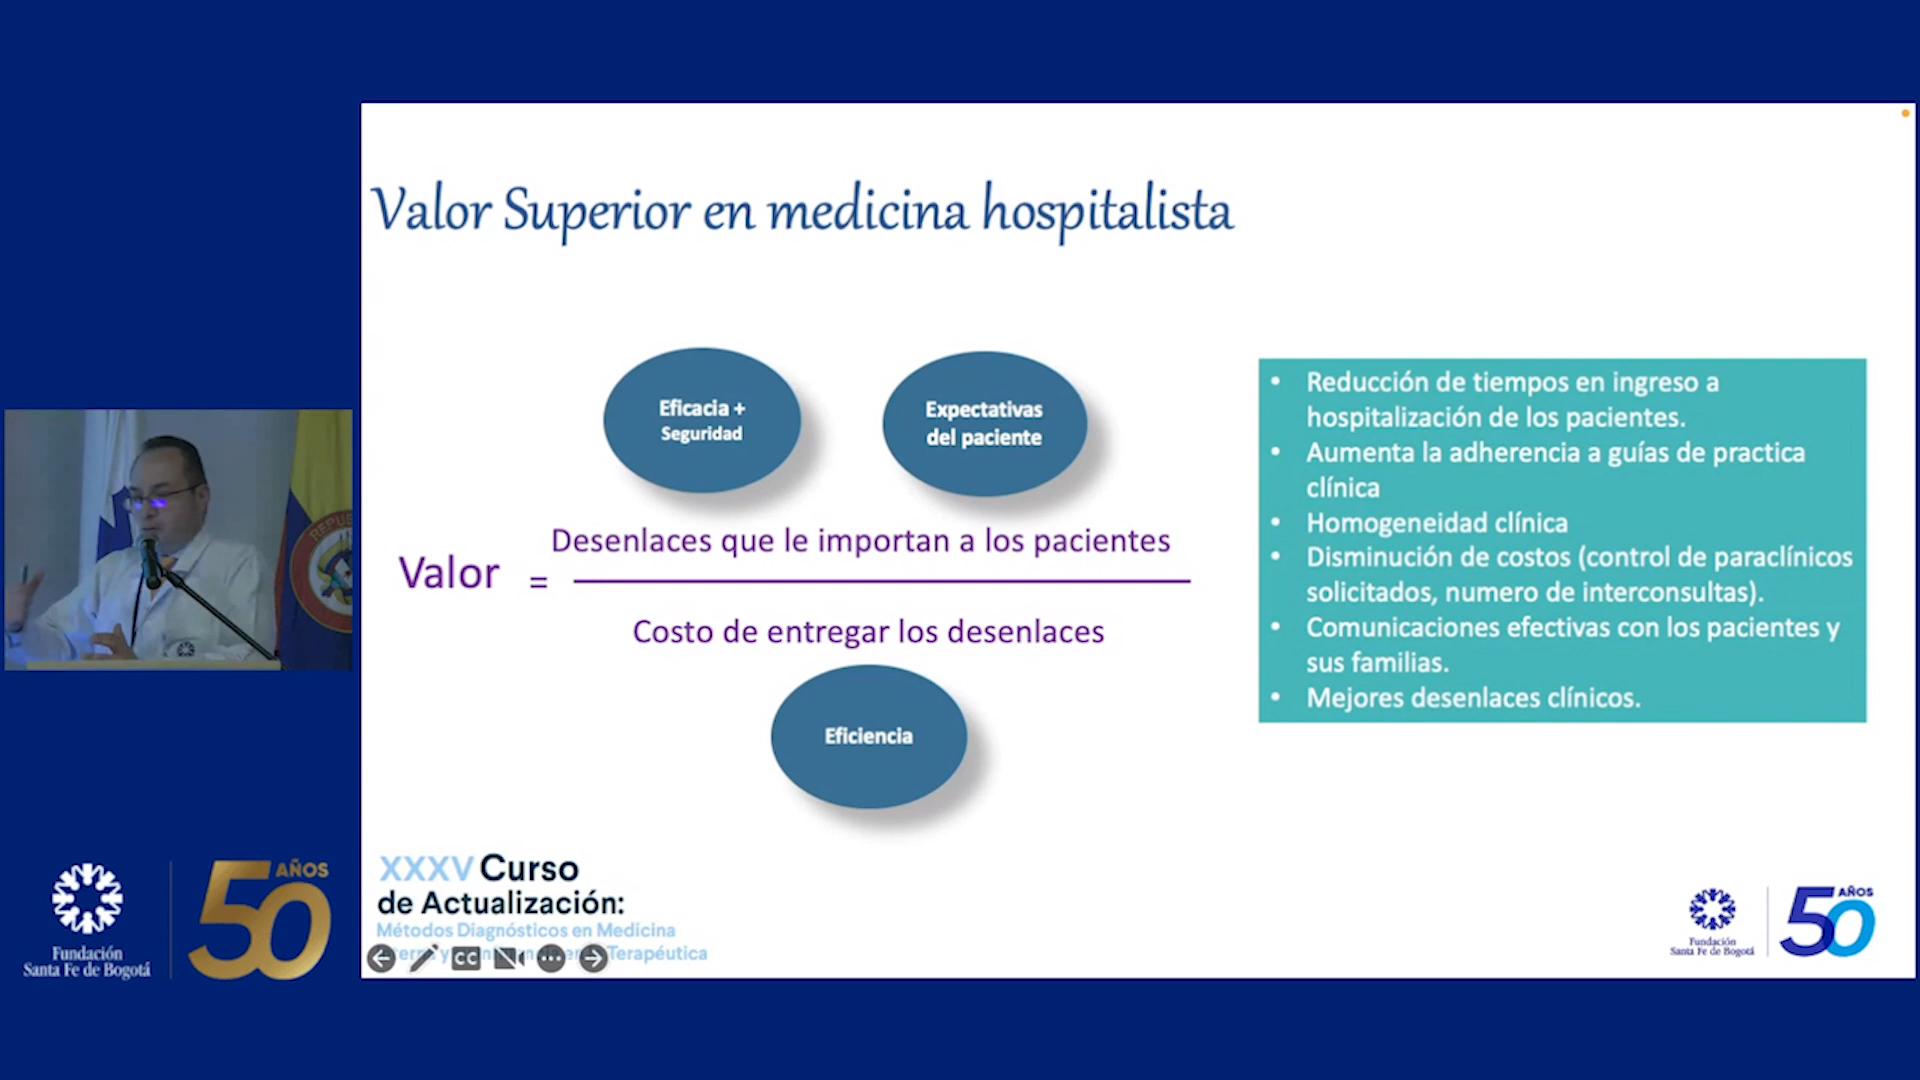 Valor Superior en medicina hospitalista
Eficacia +
Seguridad
Expectativas
del paciente
Desenlaces que le importan a los pacientes
Valor =
Costo de entregar los desenlaces
Eficiencia
• Reducción de tiempos en ingreso a
hospitalización de los pacientes.
• Aumenta la adherencia a guías de practica
clínica
• Homogeneidad clínica
• Disminución de costos (control de paraclínicos
solicitados, numero de interconsultas).
• Comunicaciones efectivas con los pacientes y
sus familias.
• Mejores desenlaces clínicos.
XXXV Curso
de Actualización:
Métodos Diagnósticos en Medicina
Terapéutica
CC
Fundación
Santa Fe de Bogotá
50 AÑOS
Fundación
Santa Fe de Bogotá
50 AÑOS